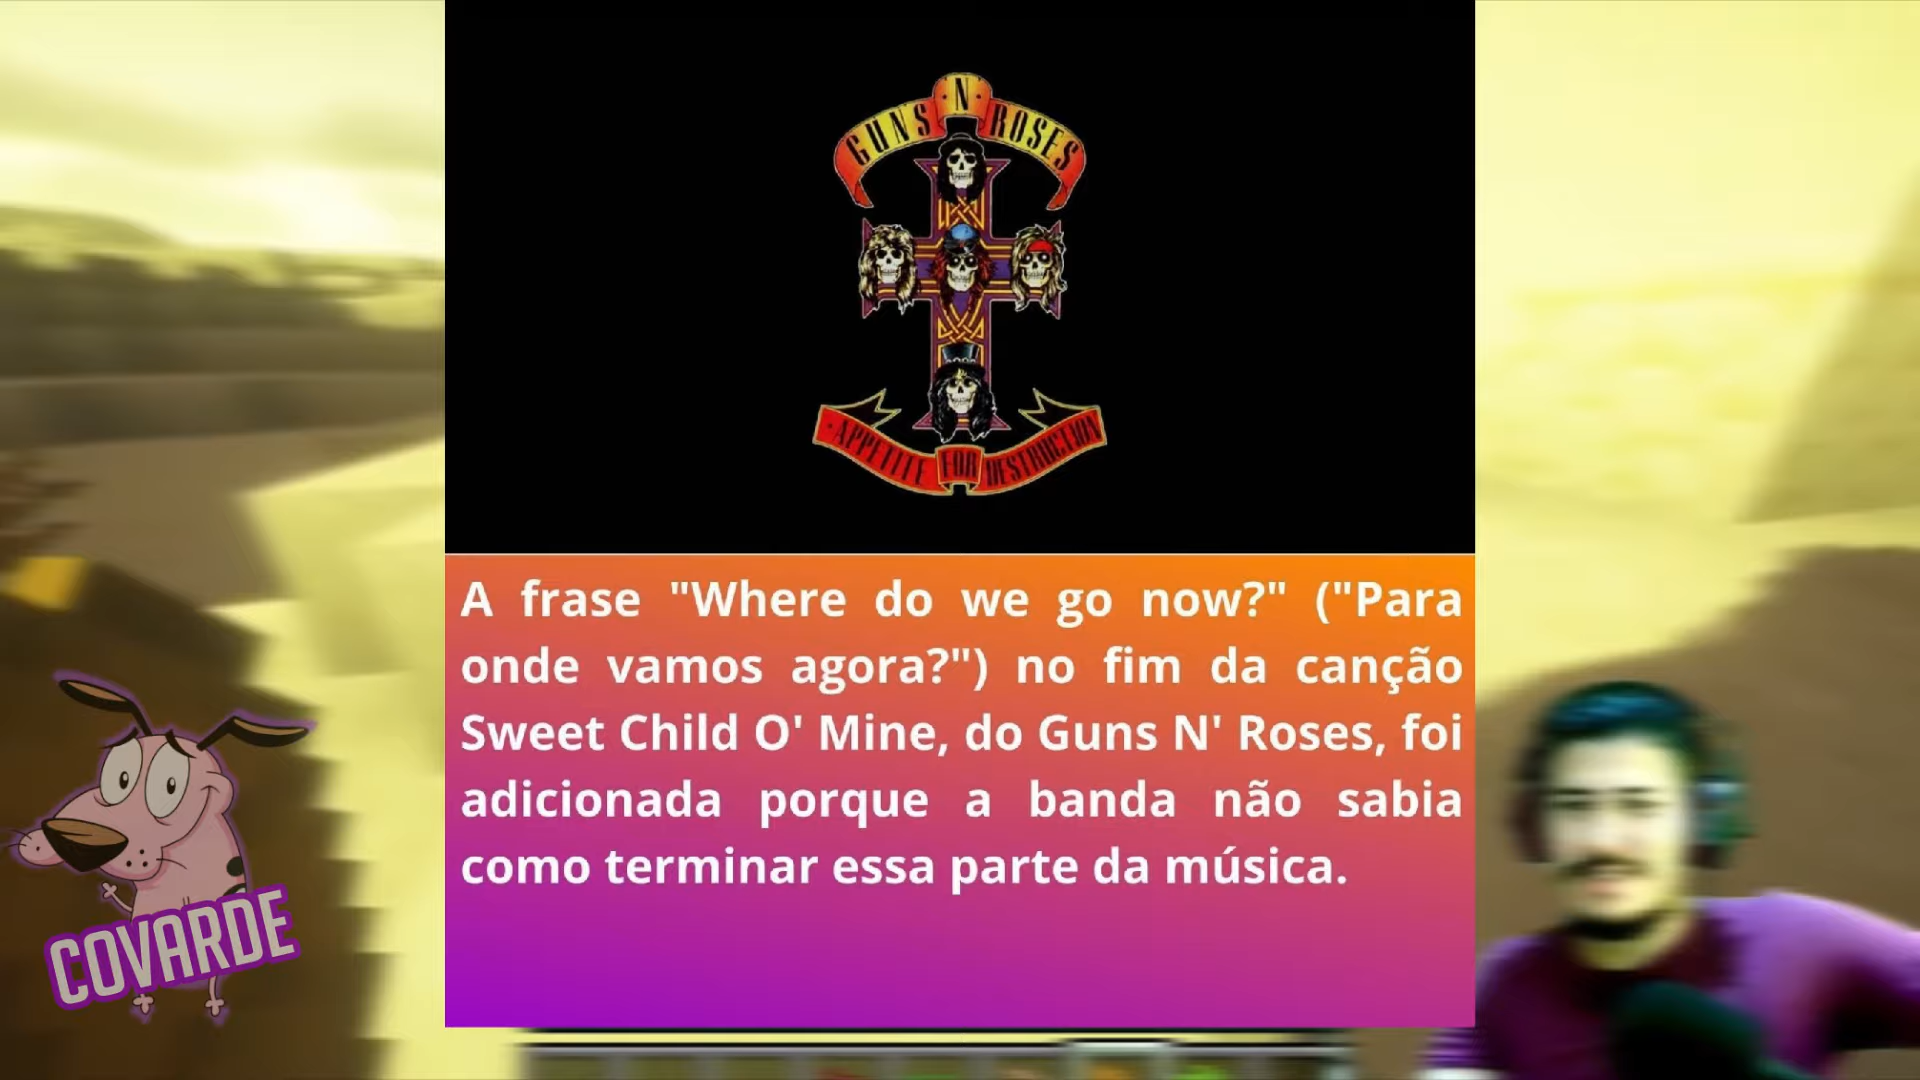 GUNS N ROSES
APPETITE FOR DESTRUCTION
A frase "Where do we go now?" ("Para
onde vamos agora?") no fim da canção
Sweet Child O' Mine, do Guns N' Roses, foi
adicionada porque a banda não sabia
como terminar essa parte da música.
COVARDE